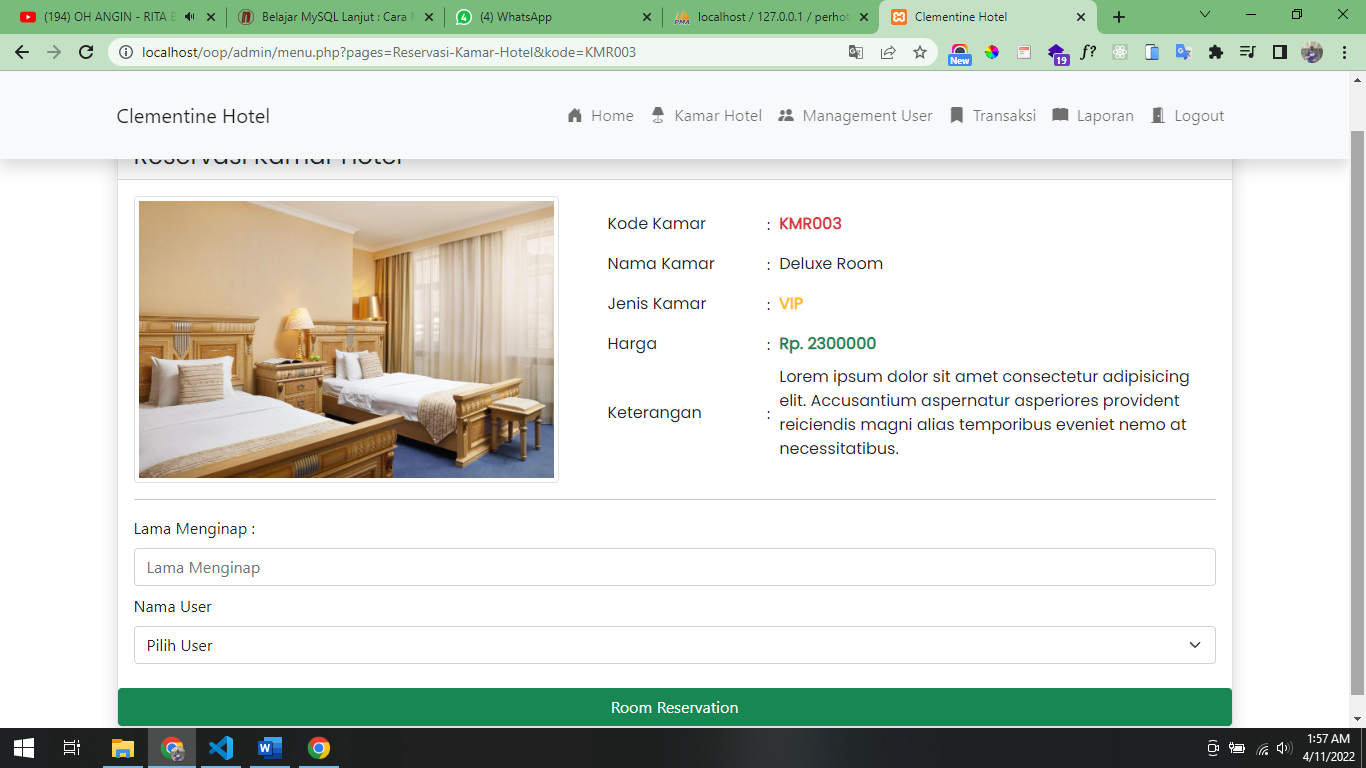 (194) OH ANGIN - RITA
Belajar MySQL Lanjut : Cara
(4) WhatsApp
localhost / 127.0.0.1 / perhot
Clementine Hotel
localhost/oop/admin/menu.php?pages=Reservasi-Kamar-Hotel&kode=KMR003
New
19
f?
Clementine Hotel
Home
Kamar Hotel
Management User
Transaksi
Laporan
Logout
Reservasi Kamar Hotel
Kode Kamar : KMR003
Nama Kamar : Deluxe Room
Jenis Kamar : VIP
Harga : Rp. 2300000
Keterangan :
Lorem ipsum dolor sit amet consectetur adipisicing
elit. Accusantium aspernatur asperiores provident
reiciendis magni alias temporibus eveniet nemo at
necessitatibus.
Lama Menginap :
Lama Menginap
Nama User
Pilih User
Room Reservation
1:57 AM
4/11/2022